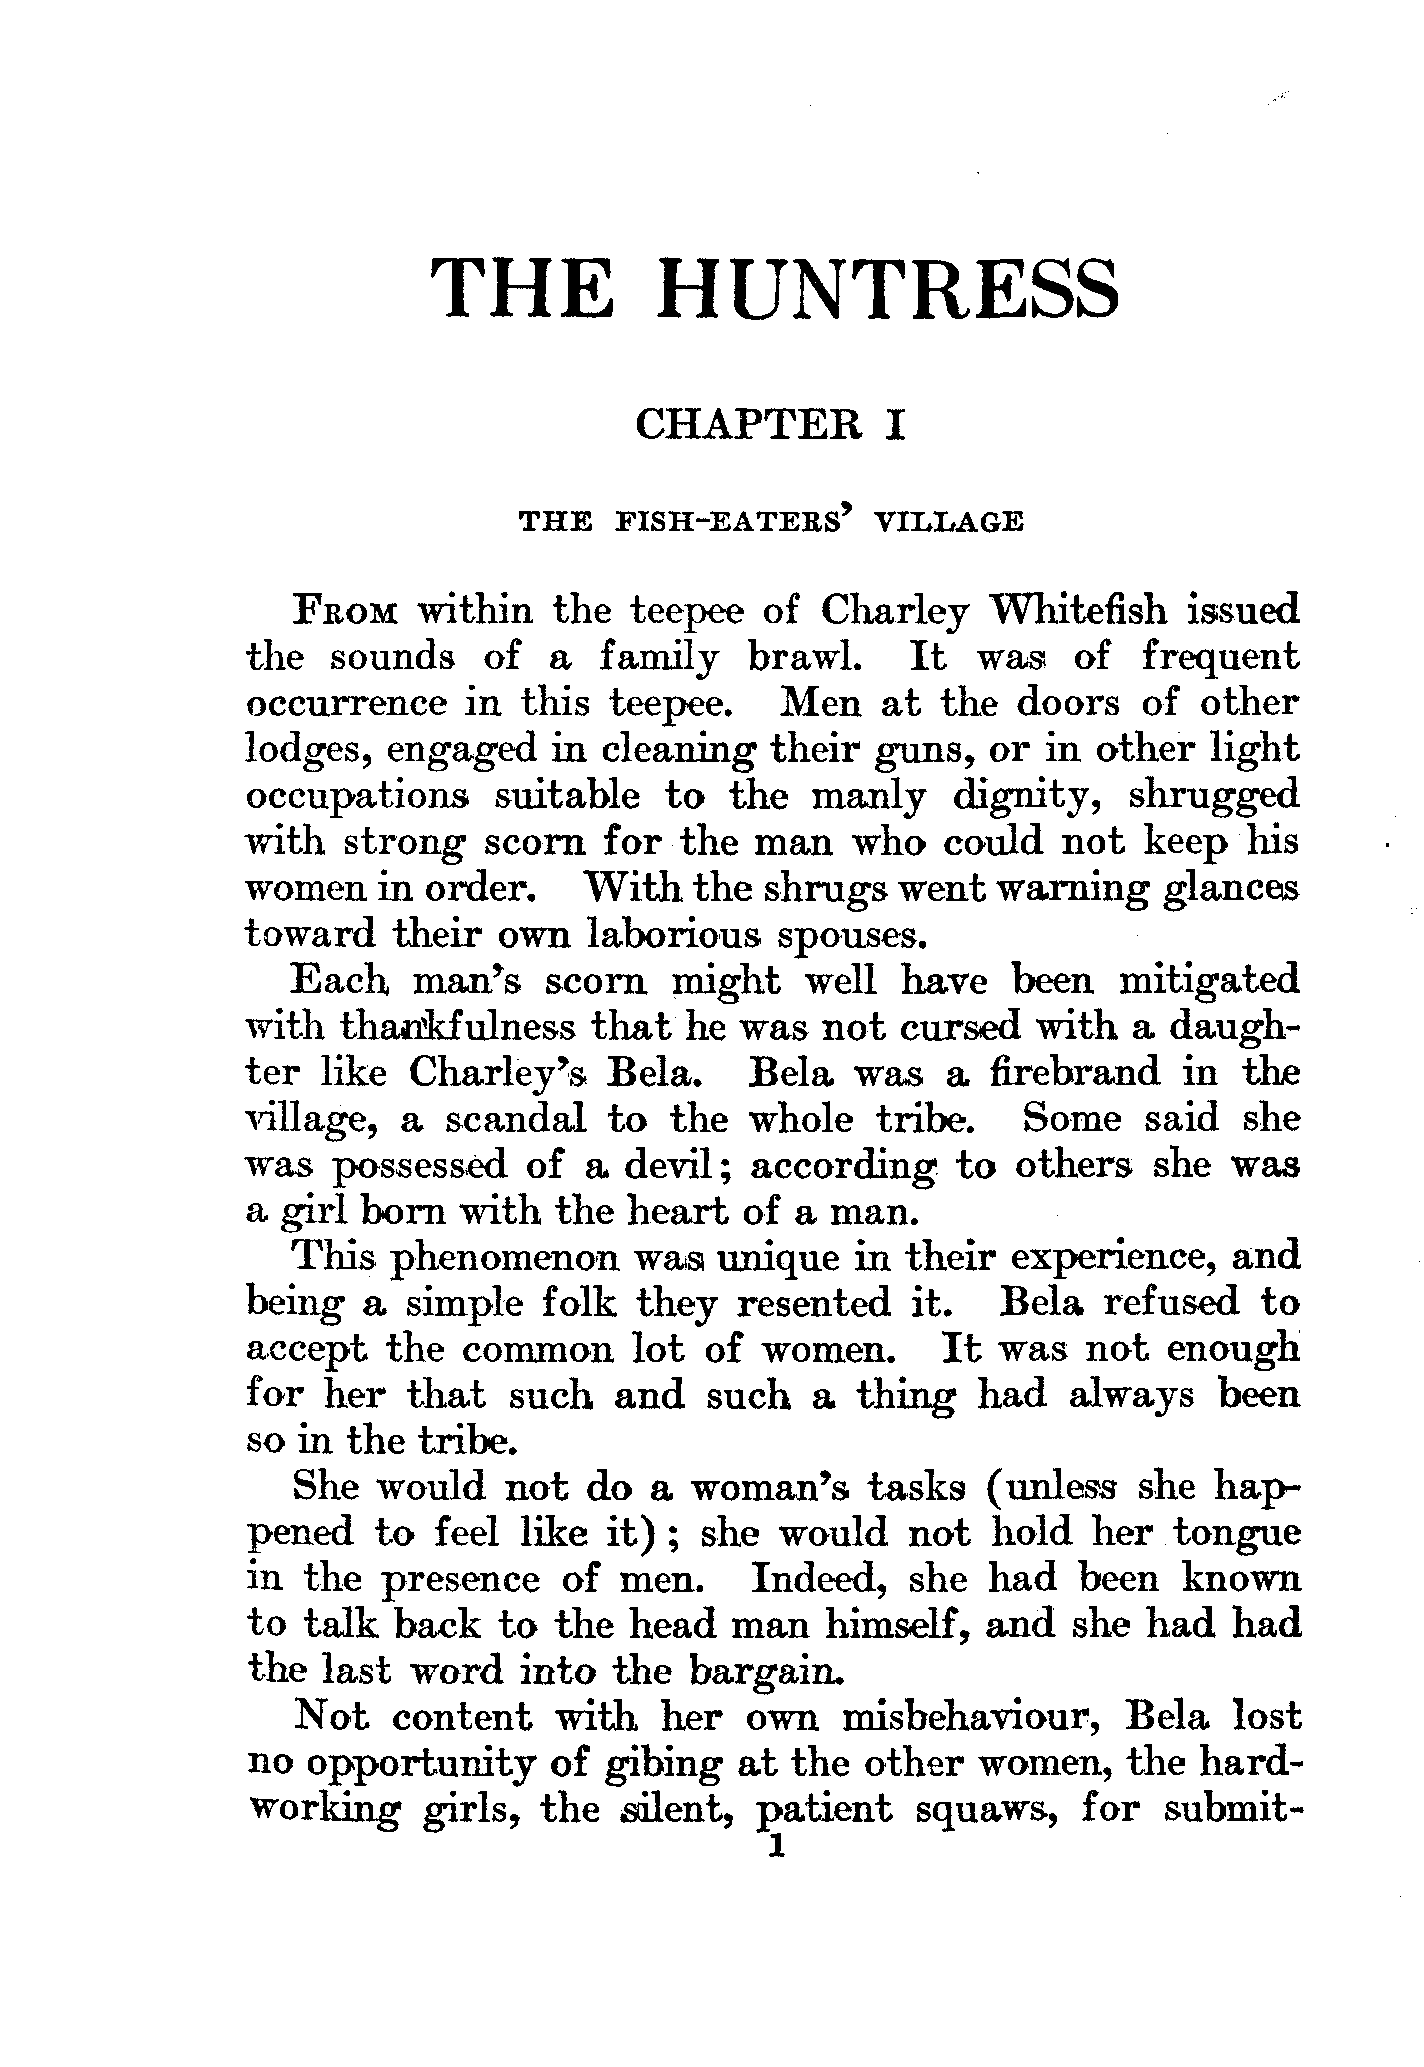 THE HUNTRESS
CHAPTER I
THE FISH-EATERS' VILLAGE
FROM within the teepee of Charley Whitefish issued
the sounds of a family brawl. It was of frequent
occurrence in this teepee. Men at the doors of other
lodges, engaged in cleaning their guns, or in other light
occupations suitable to the manly dignity, shrugged
with strong scorn for the man who could not keep his
women in order. With the shrugs went warning glances
toward their own laborious spouses.
Each man's scorn might well have been mitigated
with thankfulness that he was not cursed with a daugh-
ter like Charley's Bela. Bela was a firebrand in the
village, a scandal to the whole tribe. Some said she
was possessed of a devil; according to others she was
a girl born with the heart of a man.
This phenomenon was unique in their experience, and
being a simple folk they resented it. Bela refused to
accept the common lot of women. It was not enough
for her that such and such a thing had always been
so in the tribe.
She would not do a woman's tasks (unless she hap-
pened to feel like it); she would not hold her tongue
in the presence of men. Indeed, she had been known
to talk back to the head man himself, and she had had
the last word into the bargain.
Not content with her own misbehaviour, Bela lost
no opportunity of gibing at the other women, the hard-
working girls, the silent, patient squaws, for submit-
1